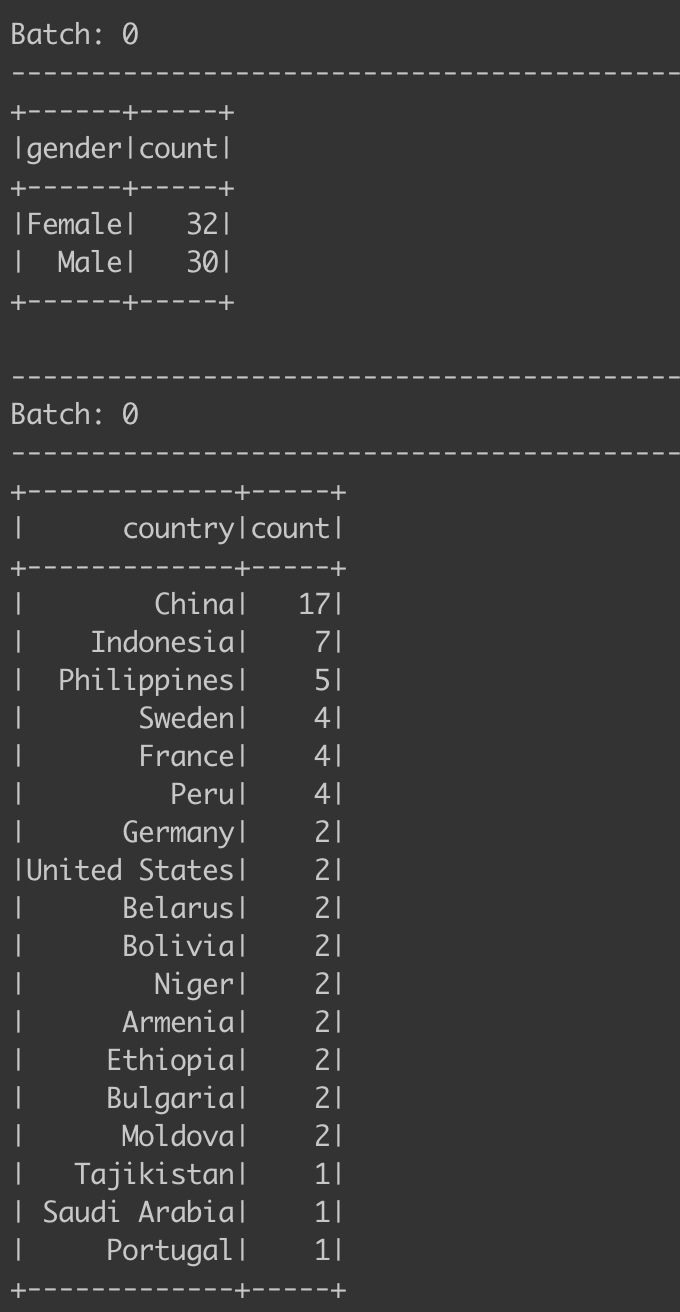 Batch: 0
-------------------------------------------
+------+-----+
|gender|count|
+------+-----+
|Female|   32|
|  Male|   30|
+------+-----+
-------------------------------------------
Batch: 0
-------------------------------------------
+-------------+-----+
|      country|count|
+-------------+-----+
|        China|   17|
|    Indonesia|    7|
|  Philippines|    5|
|       Sweden|    4|
|       France|    4|
|         Peru|    4|
|      Germany|    2|
|United States|    2|
|      Belarus|    2|
|      Bolivia|    2|
|        Niger|    2|
|      Armenia|    2|
|     Ethiopia|    2|
|     Bulgaria|    2|
|      Moldova|    2|
|   Tajikistan|    1|
| Saudi Arabia|    1|
|     Portugal|    1|
+-------------+-----+